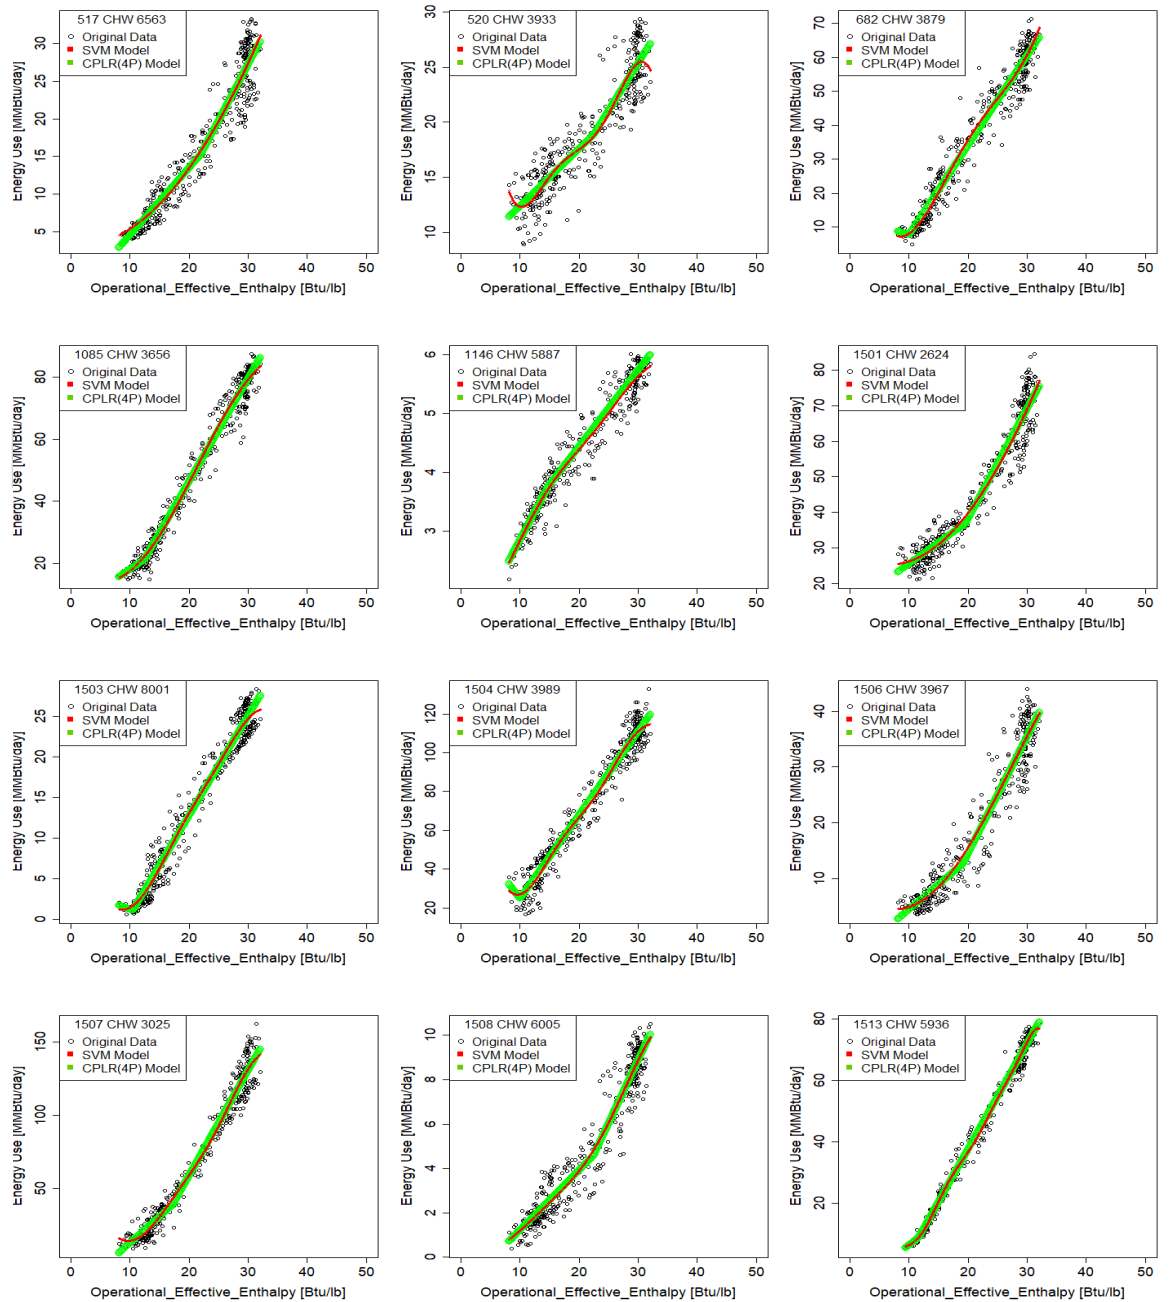 517 CHW 6563
Original Data
SVM Model
CPLR(4P) Model
Energy Use [MMBtu/day]
30
25
20
15
10
5
0 10 20 30 40 50
Operational_Effective_Enthalpy [Btu/lb]
520 CHW 3933
Original Data
SVM Model
CPLR(4P) Model
Energy Use [MMBtu/day]
30
25
20
15
10
0 10 20 30 40 50
Operational_Effective_Enthalpy [Btu/lb]
682 CHW 3879
Original Data
SVM Model
CPLR(4P) Model
Energy Use [MMBtu/day]
70
60
50
40
30
20
10
0 10 20 30 40 50
Operational_Effective_Enthalpy [Btu/lb]
1085 CHW 3656
Original Data
SVM Model
CPLR(4P) Model
Energy Use [MMBtu/day]
80
60
40
20
0 10 20 30 40 50
Operational_Effective_Enthalpy [Btu/lb]
1146 CHW 5887
Original Data
SVM Model
CPLR(4P) Model
Energy Use [MMBtu/day]
6
5
4
3
0 10 20 30 40 50
Operational_Effective_Enthalpy [Btu/lb]
1501 CHW 2624
Original Data
SVM Model
CPLR(4P) Model
Energy Use [MMBtu/day]
80
70
60
50
40
30
20
0 10 20 30 40 50
Operational_Effective_Enthalpy [Btu/lb]
1503 CHW 8001
Original Data
SVM Model
CPLR(4P) Model
Energy Use [MMBtu/day]
25
20
15
10
5
0
0 10 20 30 40 50
Operational_Effective_Enthalpy [Btu/lb]
1504 CHW 3989
Original Data
SVM Model
CPLR(4P) Model
Energy Use [MMBtu/day]
120
100
80
60
40
20
0 10 20 30 40 50
Operational_Effective_Enthalpy [Btu/lb]
1506 CHW 3967
Original Data
SVM Model
CPLR(4P) Model
Energy Use [MMBtu/day]
40
30
20
10
0 10 20 30 40 50
Operational_Effective_Enthalpy [Btu/lb]
1507 CHW 3025
Original Data
SVM Model
CPLR(4P) Model
Energy Use [MMBtu/day]
150
100
50
0 10 20 30 40 50
Operational_Effective_Enthalpy [Btu/lb]
1508 CHW 6005
Original Data
SVM Model
CPLR(4P) Model
Energy Use [MMBtu/day]
10
8
6
4
2
0
0 10 20 30 40 50
Operational_Effective_Enthalpy [Btu/lb]
1513 CHW 5936
Original Data
SVM Model
CPLR(4P) Model
Energy Use [MMBtu/day]
80
60
40
20
0 10 20 30 40 50
Operational_Effective_Enthalpy [Btu/lb]